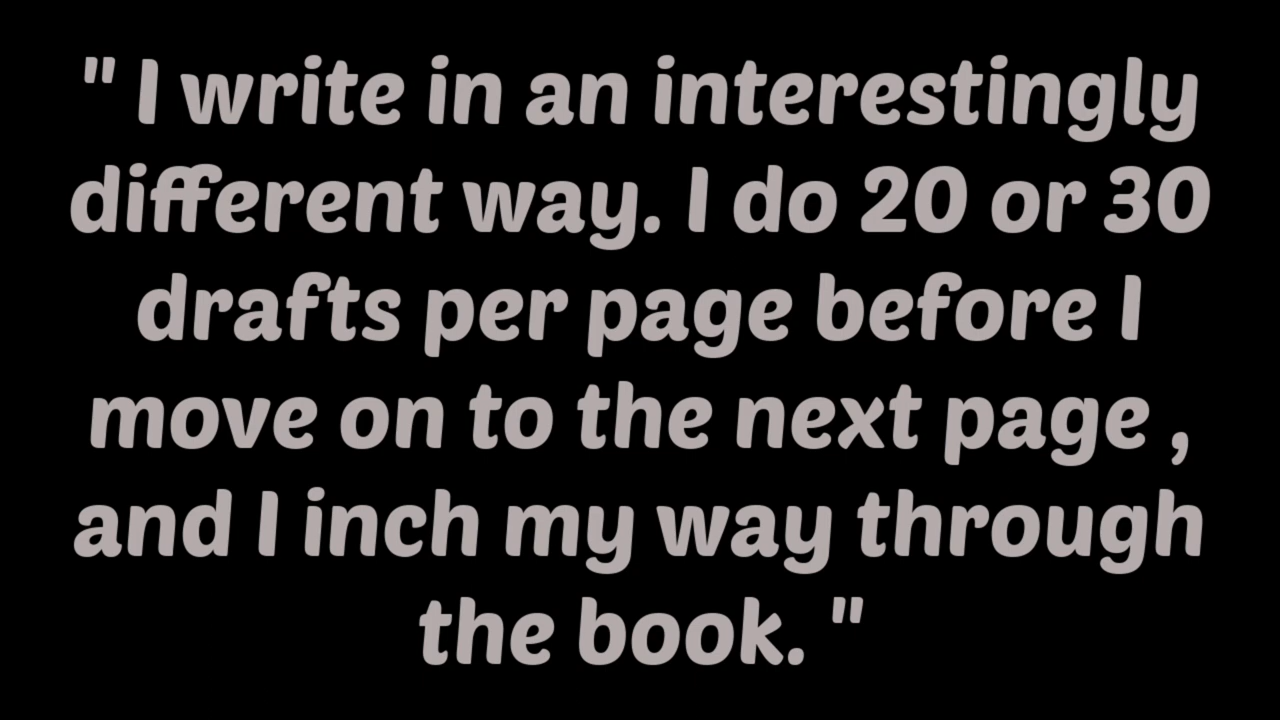 " I write in an interestingly
different way. I do 20 or 30
drafts per page before I
move on to the next page ,
and I inch my way through
the book. "